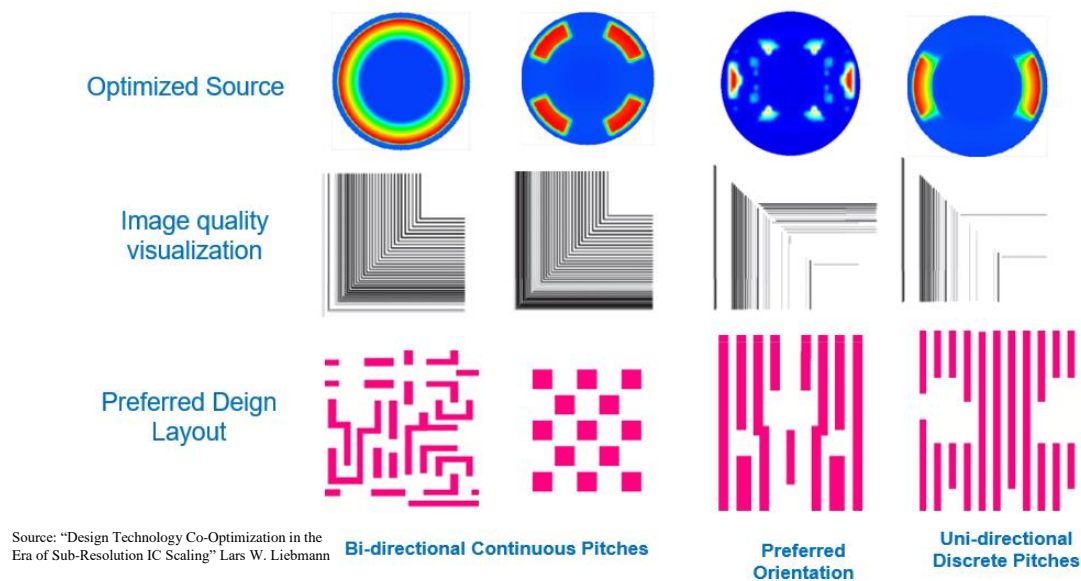 Optimized Source
Image quality
visualization
Preferred Deign
Layout
Source: “Design Technology Co-Optimization in the
Era of Sub-Resolution IC Scaling” Lars W. Liebmann
Bi-directional Continuous Pitches
Preferred
Orientation
Uni-directional
Discrete Pitches